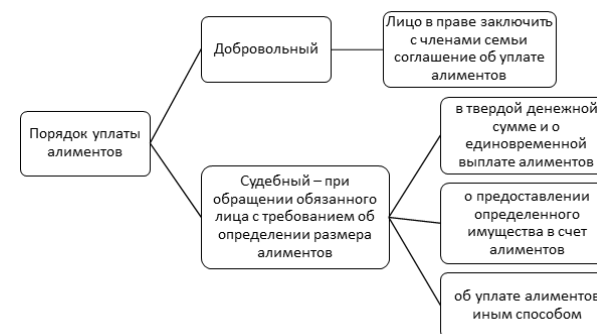 Добровольный
Лицо в праве заключить
с членами семьи
соглашение об уплате
алиментов
Порядок уплаты
алиментов
Судебный – при
обращении обязанного
лица с требованием об
определении размера
алиментов
в твердой денежной
сумме и о
единовременной
выплате алиментов
о предоставлении
определенного
имущества в счет
алиментов
об уплате алиментов
иным способом